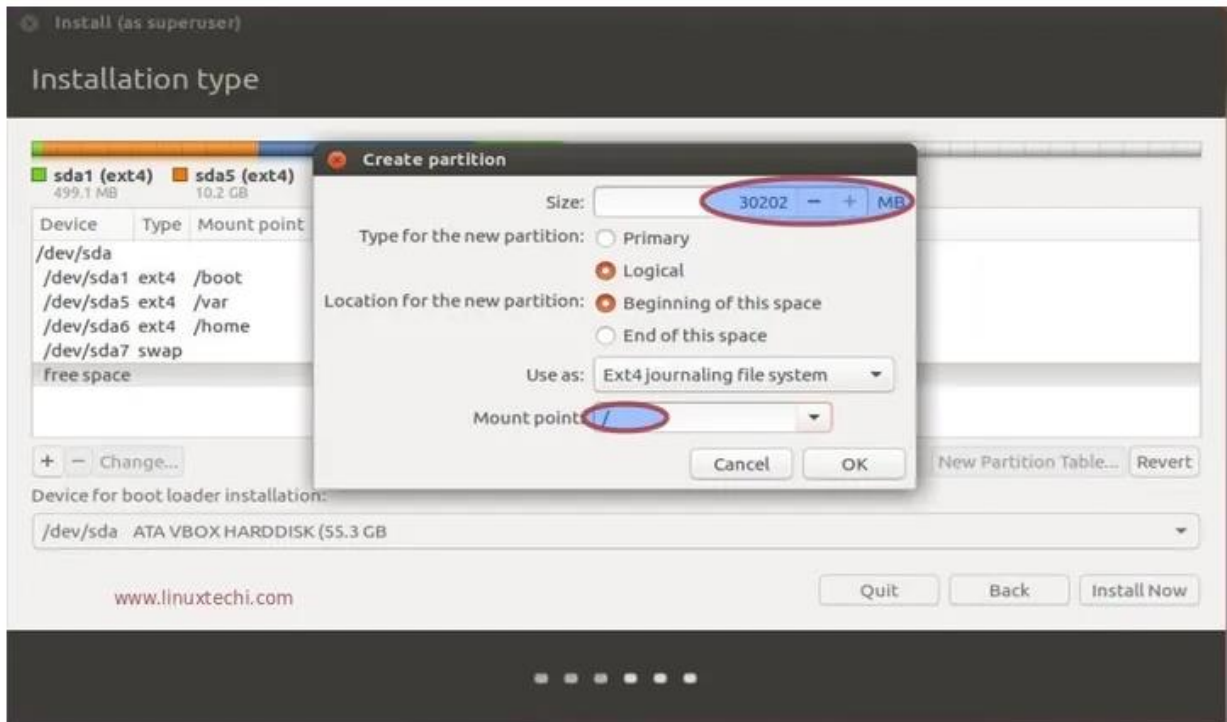 Install (as superuser)
Installation type
Create partition
sda1 (ext4) sda5 (ext4)
499.1 MB 10.2 GB
Size: 30202 − + MB
Device Type Mount point
Type for the new partition: Primary
Logical
/dev/sda
/dev/sda1 ext4 /boot
/dev/sda5 ext4 /var
/dev/sda6 ext4 /home
/dev/sda7 swap
free space
Location for the new partition: Beginning of this space
End of this space
Use as: Ext4 journaling file system
Mount point: /
Cancel OK
+ − Change... New Partition Table... Revert
Device for boot loader installation:
/dev/sda ATA VBOX HARDDISK (55.3 GB
www.linuxtechi.com
Quit Back Install Now